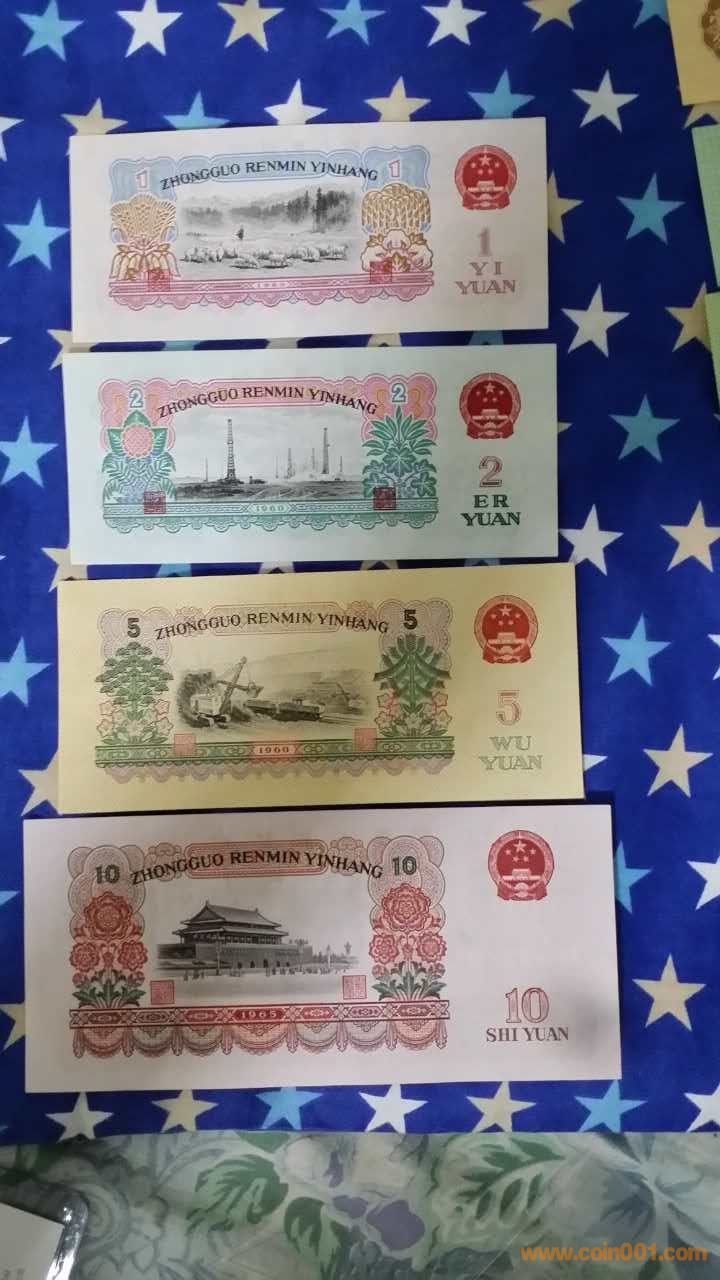 1 ZHONGGUO RENMIN YINHANG 1
1960
1
YI
YUAN
2 ZHONGGUO RENMIN YINHANG 2
1960
2
ER
YUAN
5 ZHONGGUO RENMIN YINHANG 5
1960
5
WU
YUAN
10 ZHONGGUO RENMIN YINHANG 10
1965
10
SHI YUAN
www.coin001.com